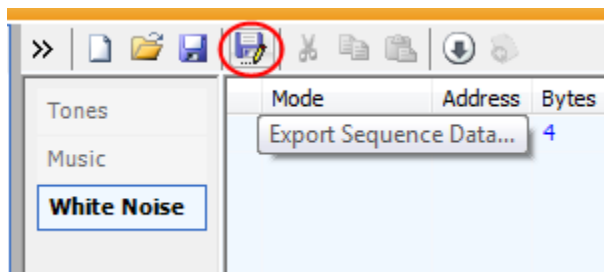 »
Tones
Music
White Noise
Mode Address Bytes
Export Sequence Data...
4